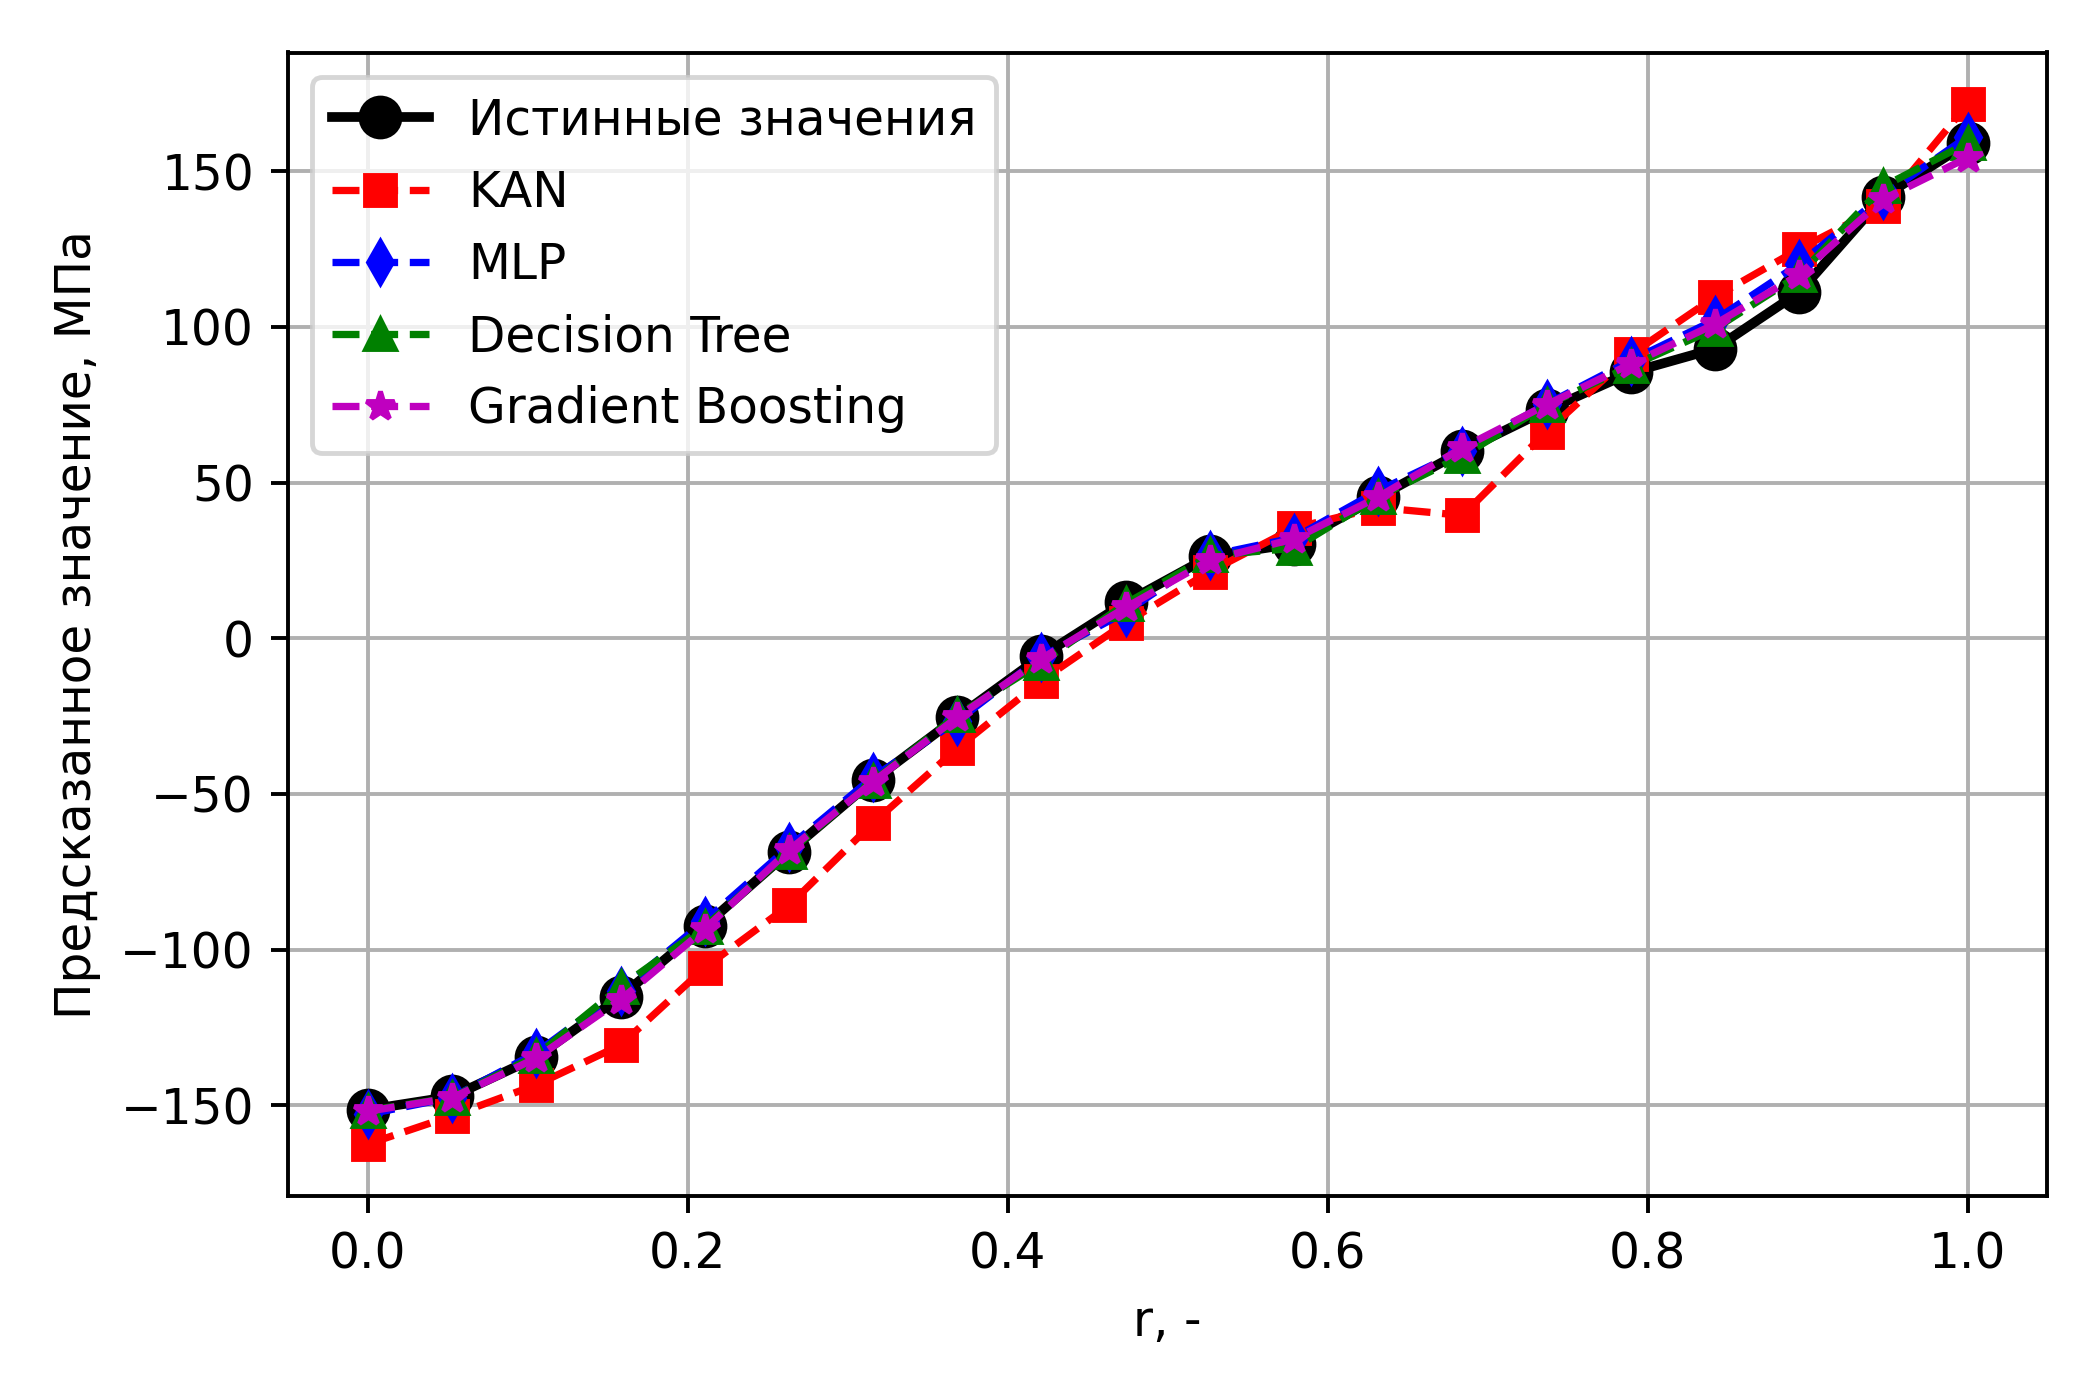 Истинные значения
KAN
MLP
Decision Tree
Gradient Boosting
Предсказанное значение, МПа
150
100
50
0
−50
−100
−150
0.0 0.2 0.4 0.6 0.8 1.0
r, -